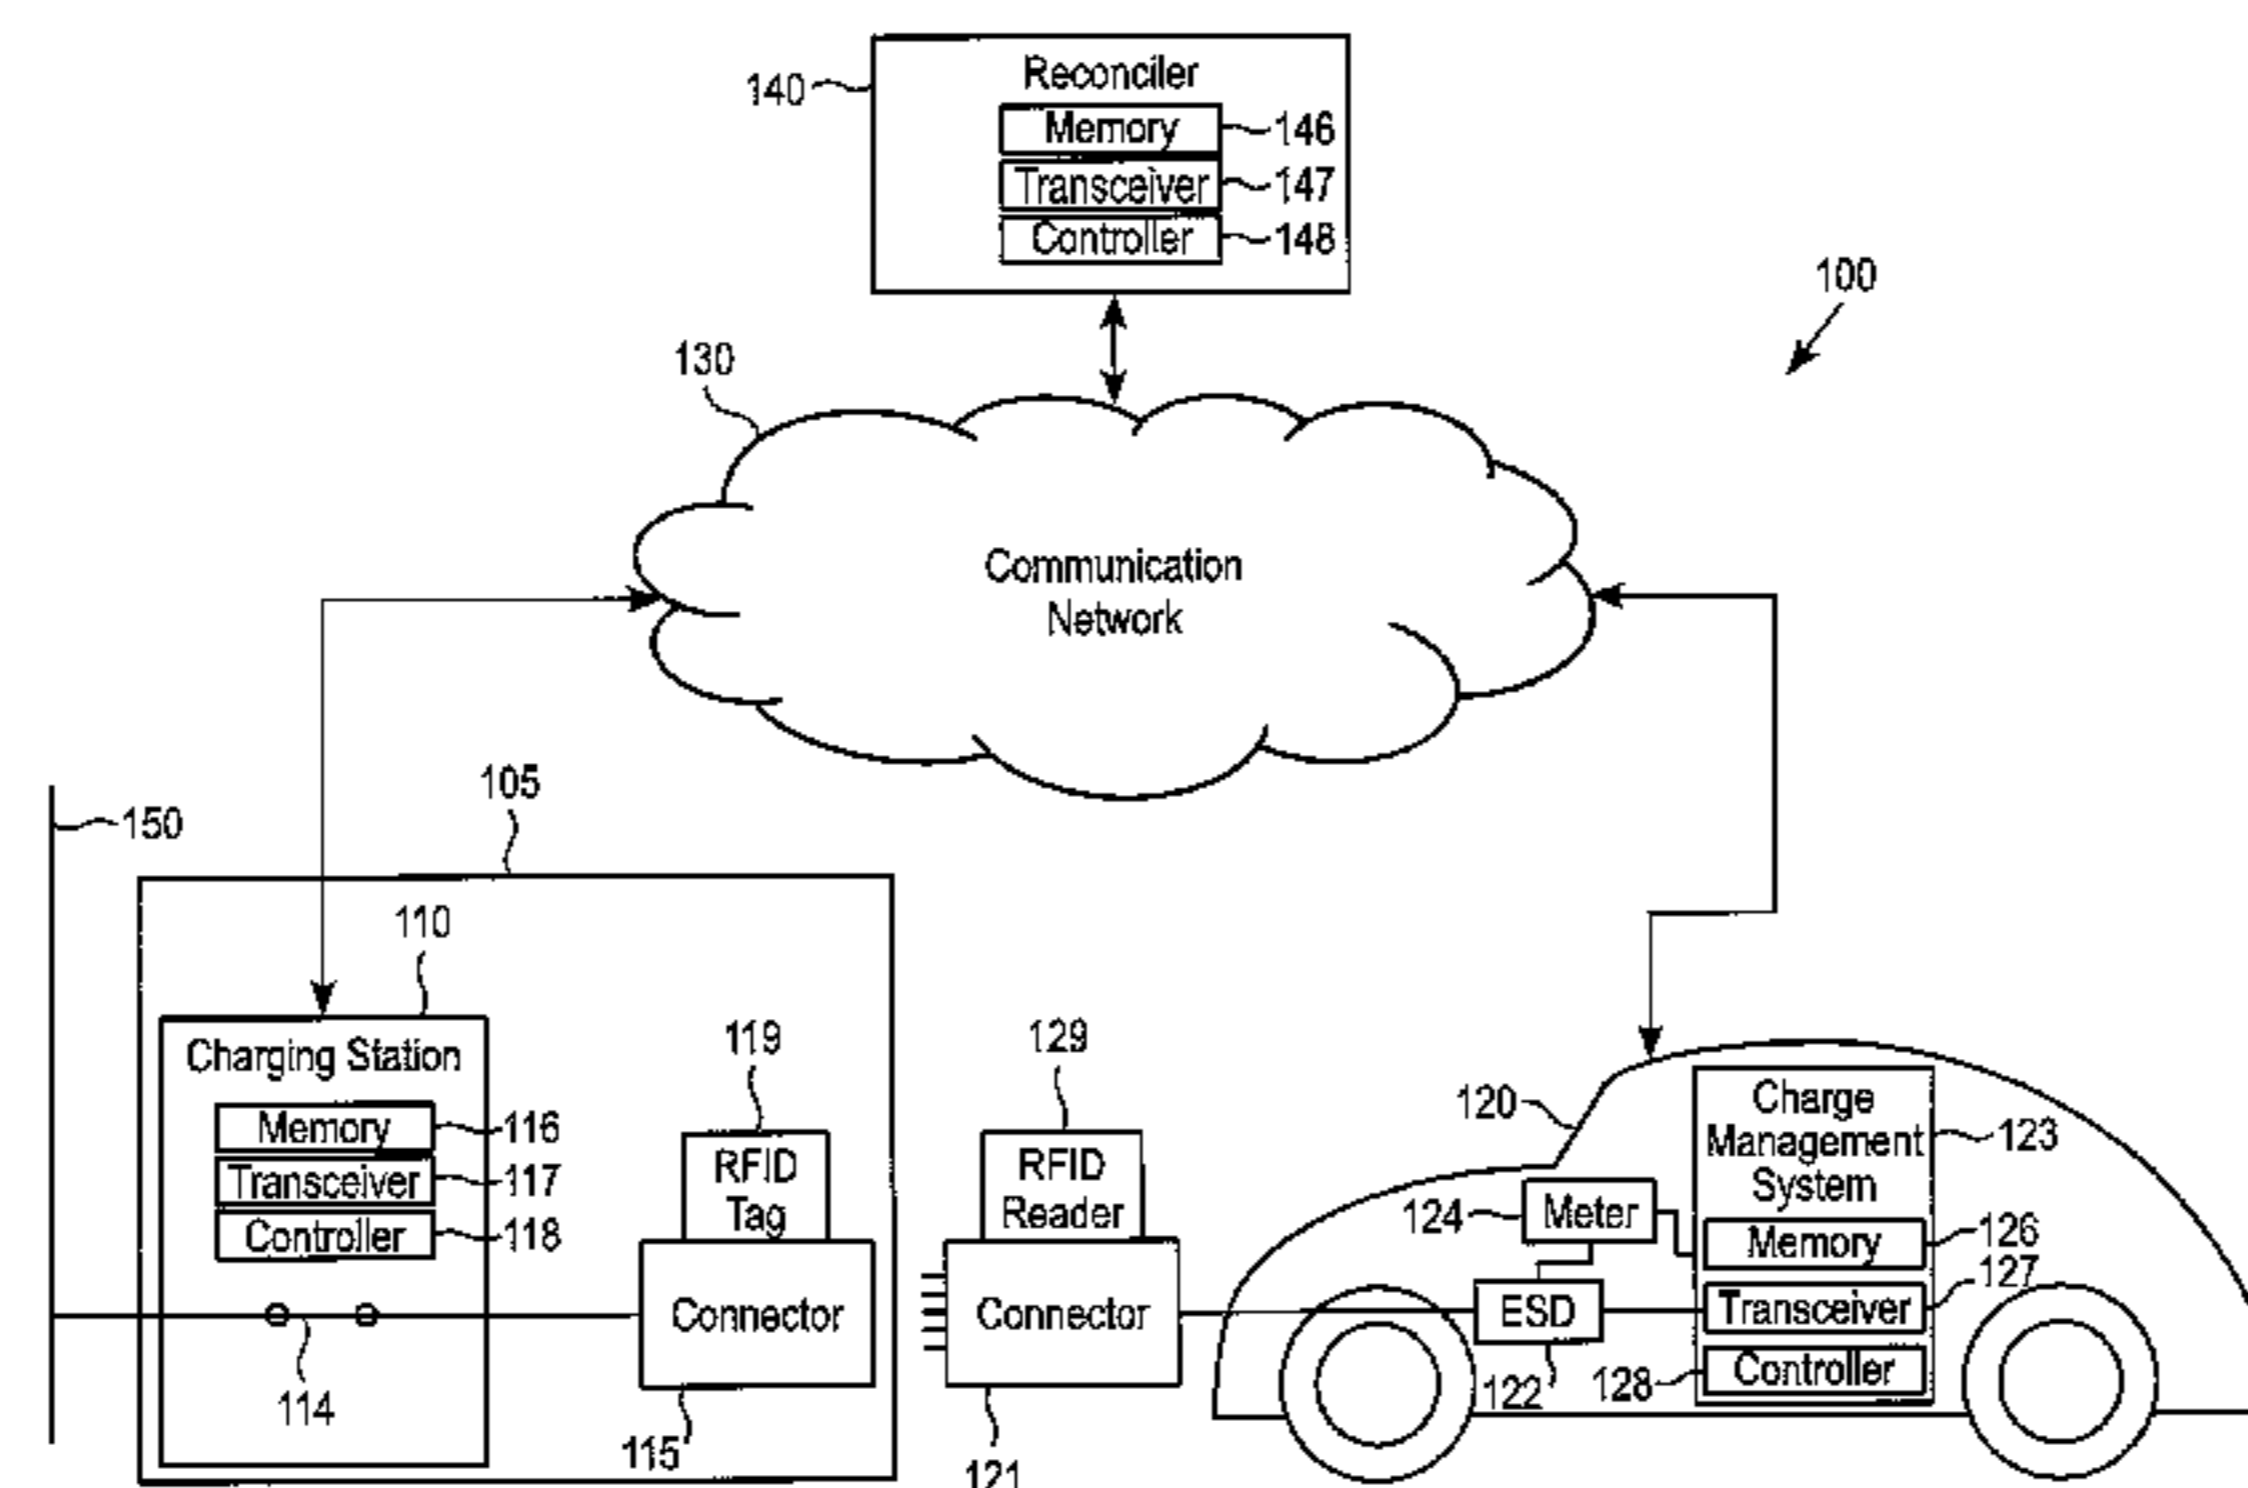 Reconciler
140
Memory
146
Transceiver
147
Controller
148
100
130
Communication
Network
105
150
110
Charging Station
Memory
116
Transceiver
117
Controller
118
114
119
RFID
Tag
Connector
115
129
RFID
Reader
Connector
121
120
Charge
Management
System
123
124
Meter
Memory
126
127
ESD
Transceiver
122
128
Controller